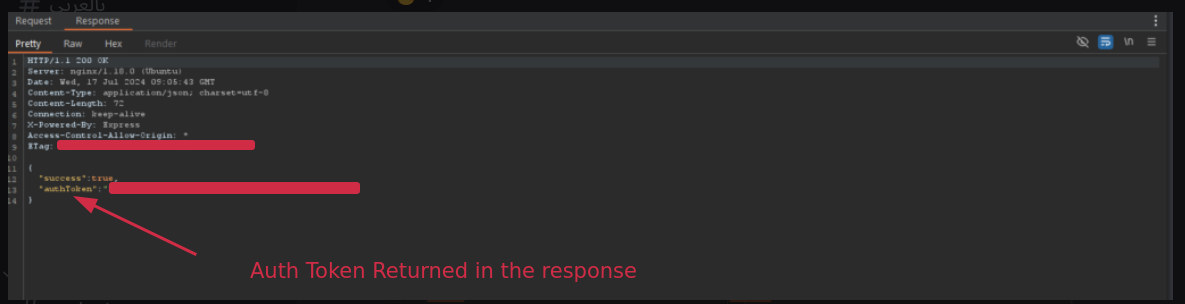 # بالعربي
Request Response
Pretty Raw Hex Render \n
1 HTTP/1.1 200 OK
2 Server: nginx/1.18.0 (Ubuntu)
3 Date: Wed, 17 Jul 2024 09:05:43 GMT
4 Content-Type: application/json; charset=utf-8
5 Content-Length: 72
6 Connection: keep-alive
7 X-Powered-By: Express
8 Access-Control-Allow-Origin: *
9 ETag:
10
11 {
12 "success":true,
13 "authToken":"
14 }
Auth Token Returned in the response